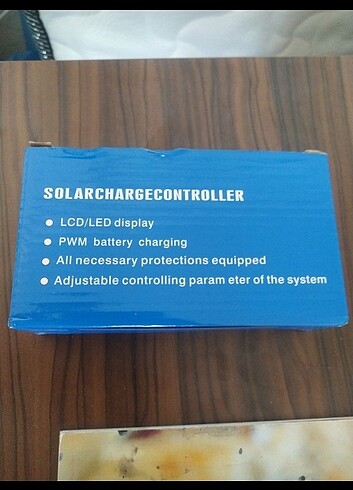 SOLARCHARGECONTROLLER
● LCD/LED display
● PWM battery charging
● All necessary protections equipped
● Adjustable controlling param eter of the system